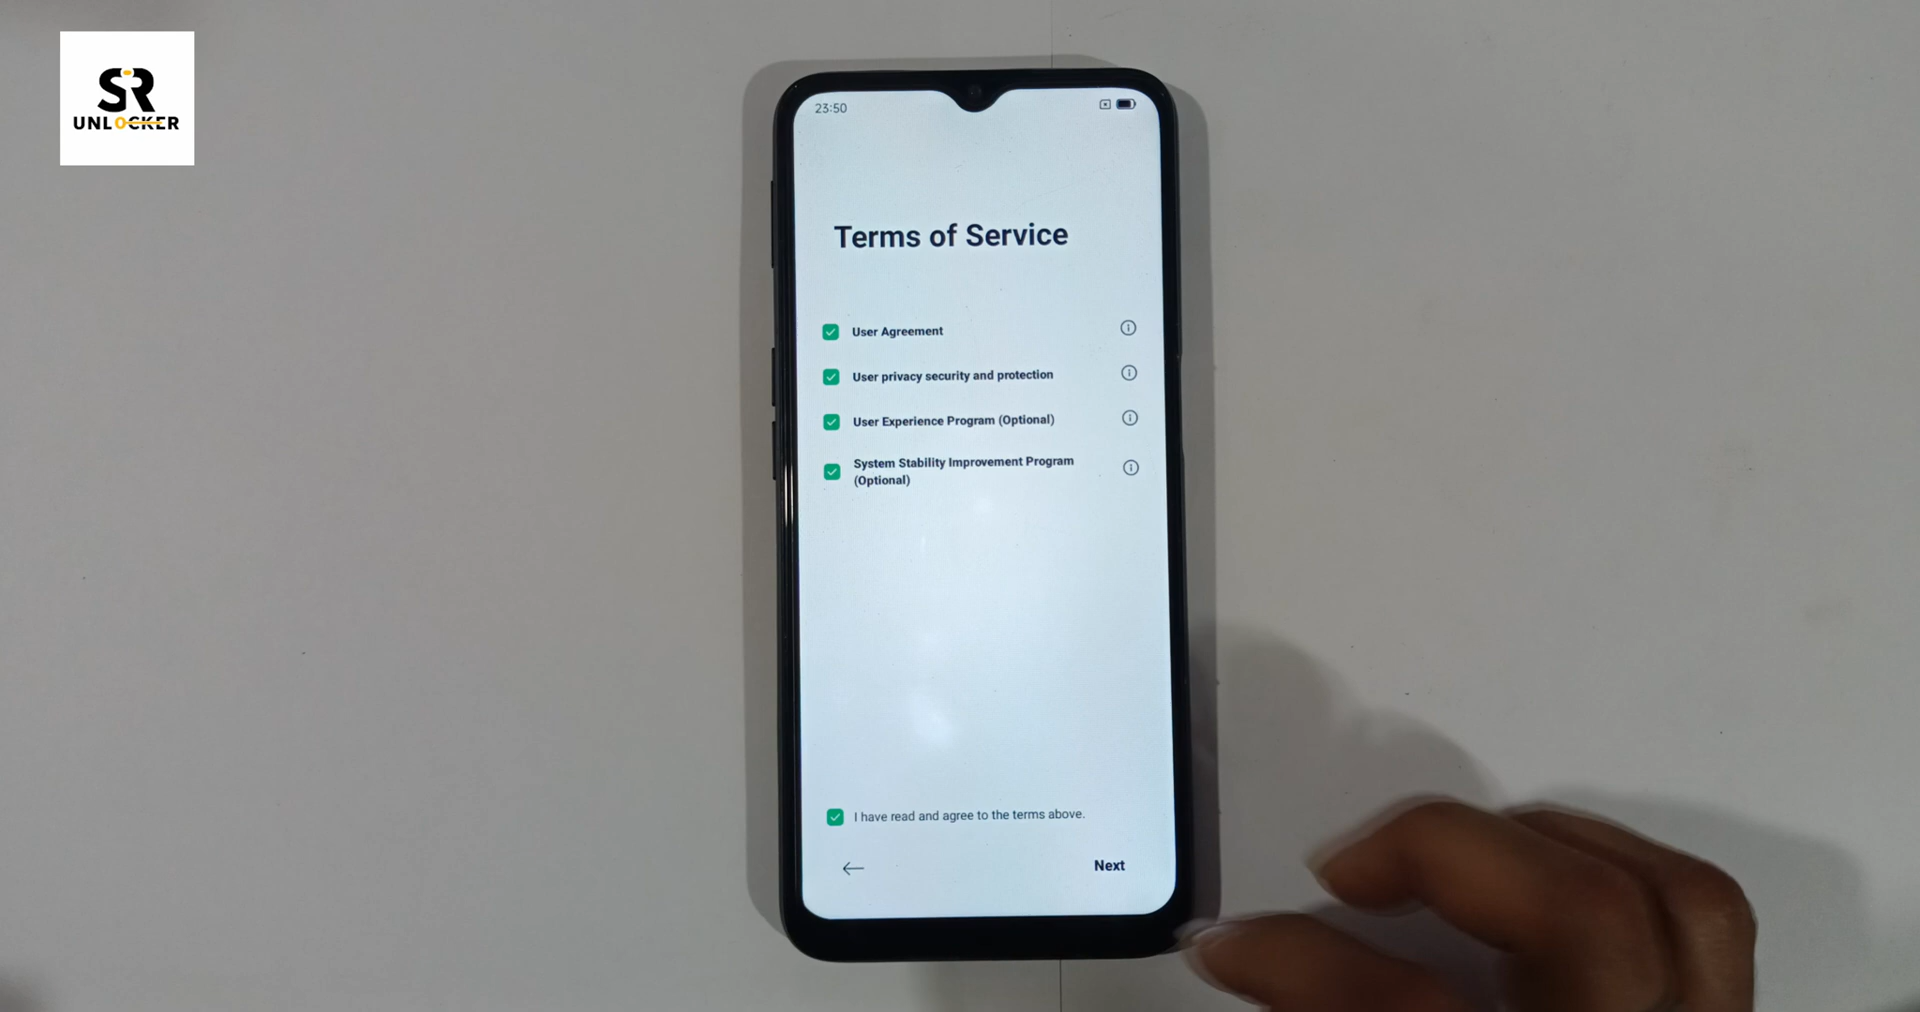 SR
UNLOCKER
23:50
Terms of Service
User Agreement
User privacy security and protection
User Experience Program (Optional)
System Stability Improvement Program
(Optional)
I have read and agree to the terms above.
Next